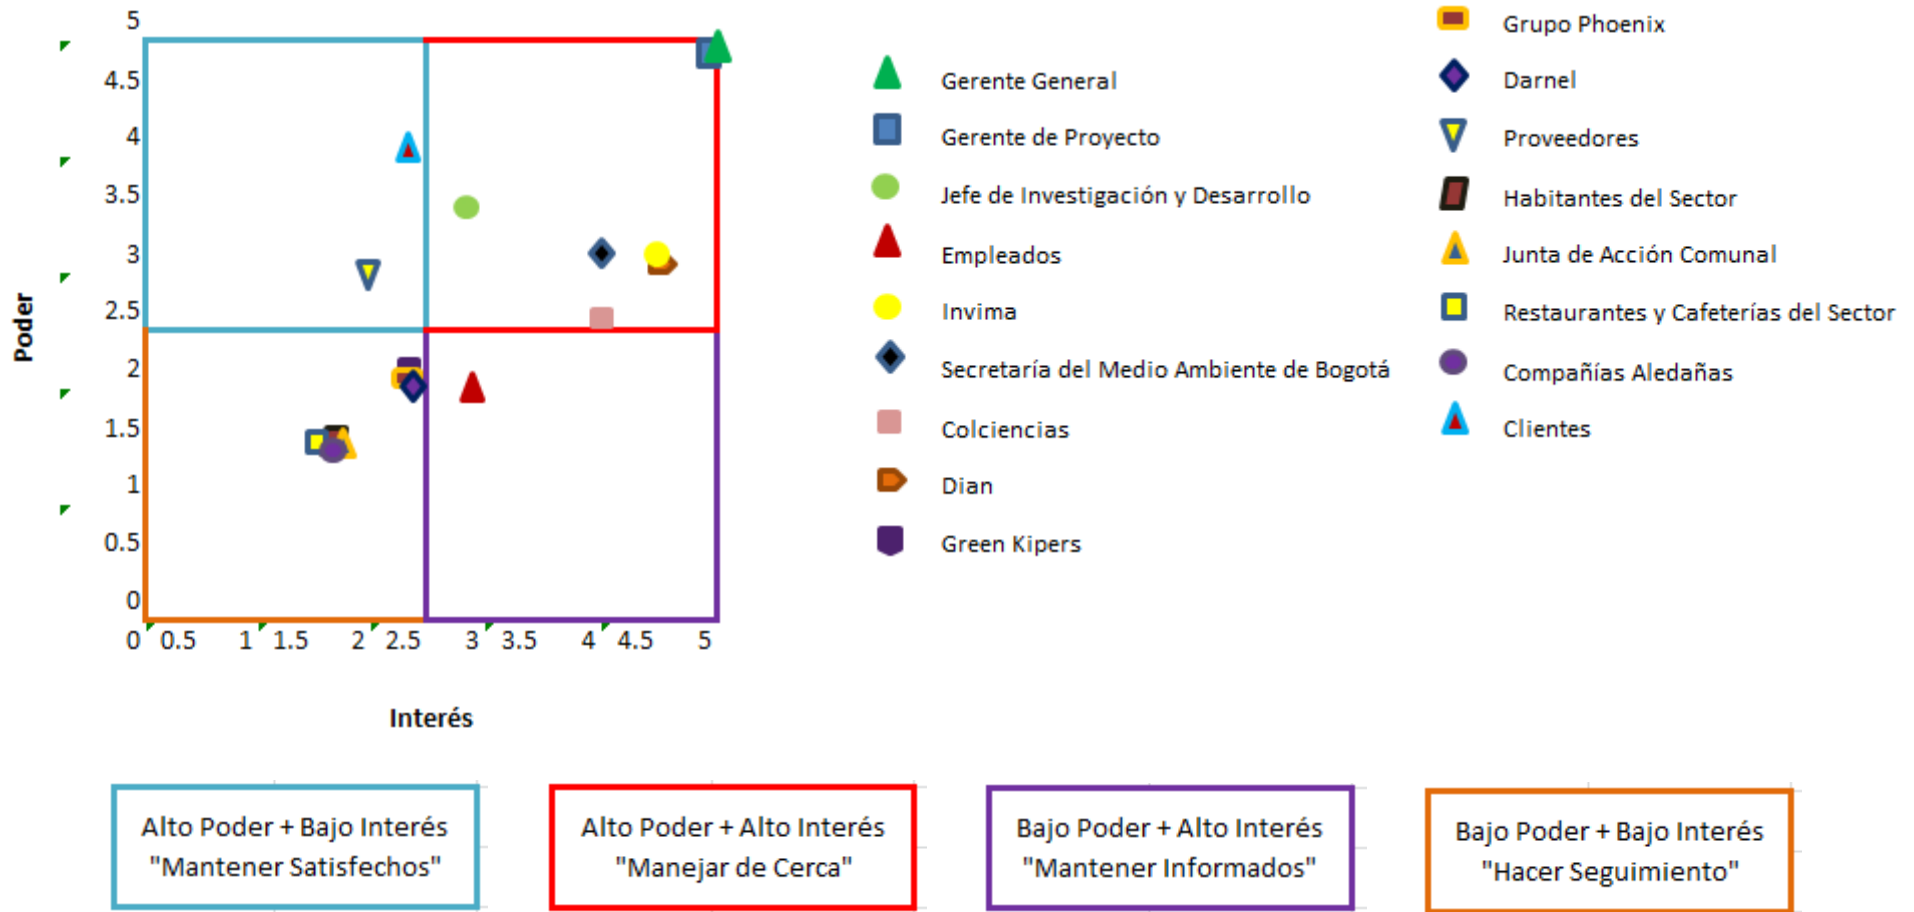 5
4.5
4
3.5
3
2.5
2
1.5
1
0.5
0
Poder
0 0.5 1 1.5 2 2.5 3 3.5 4 4.5 5
Interés
Gerente General
Gerente de Proyecto
Jefe de Investigación y Desarrollo
Empleados
Invima
Secretaría del Medio Ambiente de Bogotá
Colciencias
Dian
Green Kipers
Grupo Phoenix
Darnel
Proveedores
Habitantes del Sector
Junta de Acción Comunal
Restaurantes y Cafeterías del Sector
Compañías Aledañas
Clientes
Alto Poder + Bajo Interés
"Mantener Satisfechos"
Alto Poder + Alto Interés
"Manejar de Cerca"
Bajo Poder + Alto Interés
"Mantener Informados"
Bajo Poder + Bajo Interés
"Hacer Seguimiento"